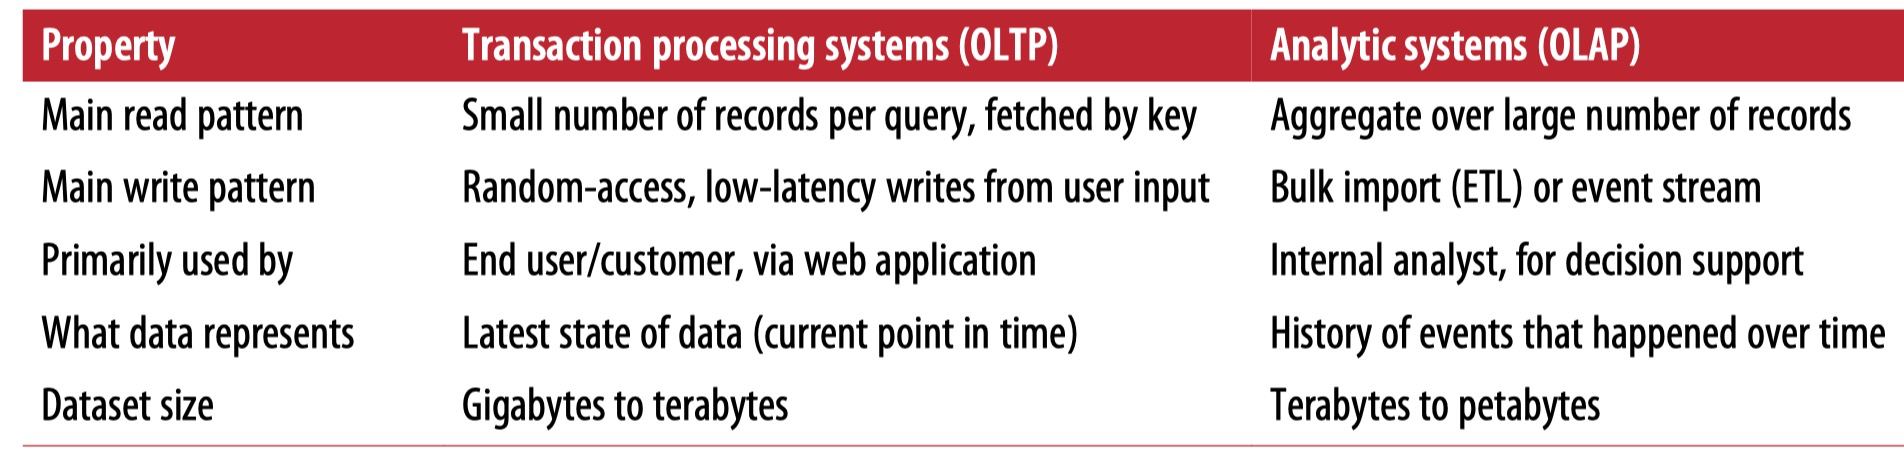 Property Transaction processing systems (OLTP) Analytic systems (OLAP)
Main read pattern Small number of records per query, fetched by key Aggregate over large number of records
Main write pattern Random-access, low-latency writes from user input Bulk import (ETL) or event stream
Primarily used by End user/customer, via web application Internal analyst, for decision support
What data represents Latest state of data (current point in time) History of events that happened over time
Dataset size Gigabytes to terabytes Terabytes to petabytes